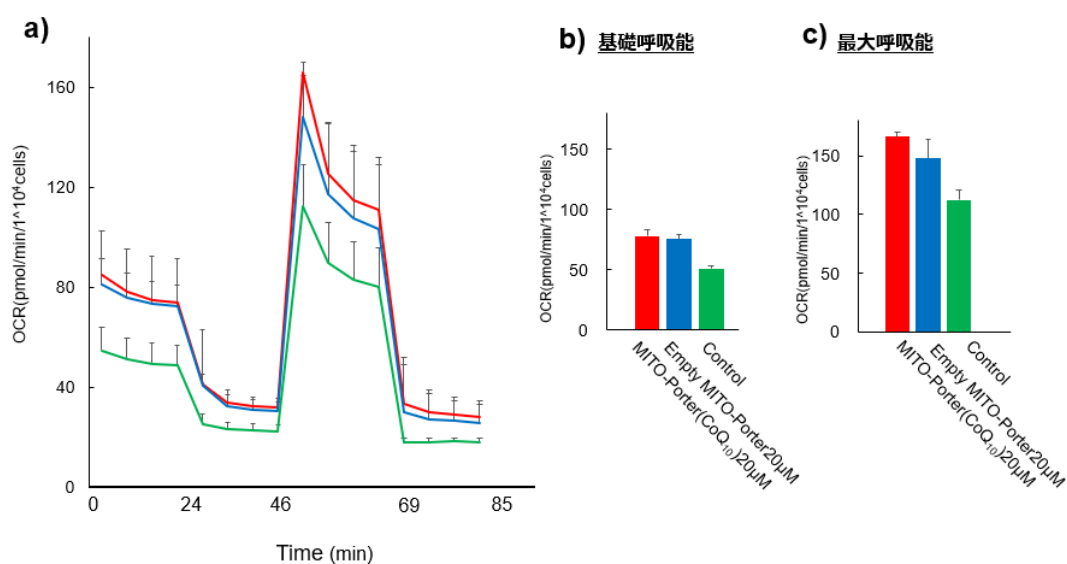 a)
OCR(pmol/min/1^10⁴cells)
160
120
80
40
0
0
24
46
69
85
Time (min)
b) 基礎呼吸能
OCR(pmol/min/1^10⁴cells)
150
100
50
0
MITO-Porter(CoQ₁₀)20µM
Empty MITO-Porter20µM
Control
c) 最大呼吸能
OCR(pmol/min/1^10⁴cells)
150
100
50
0
MITO-Porter(CoQ₁₀)20µM
Empty MITO-Porter20µM
Control